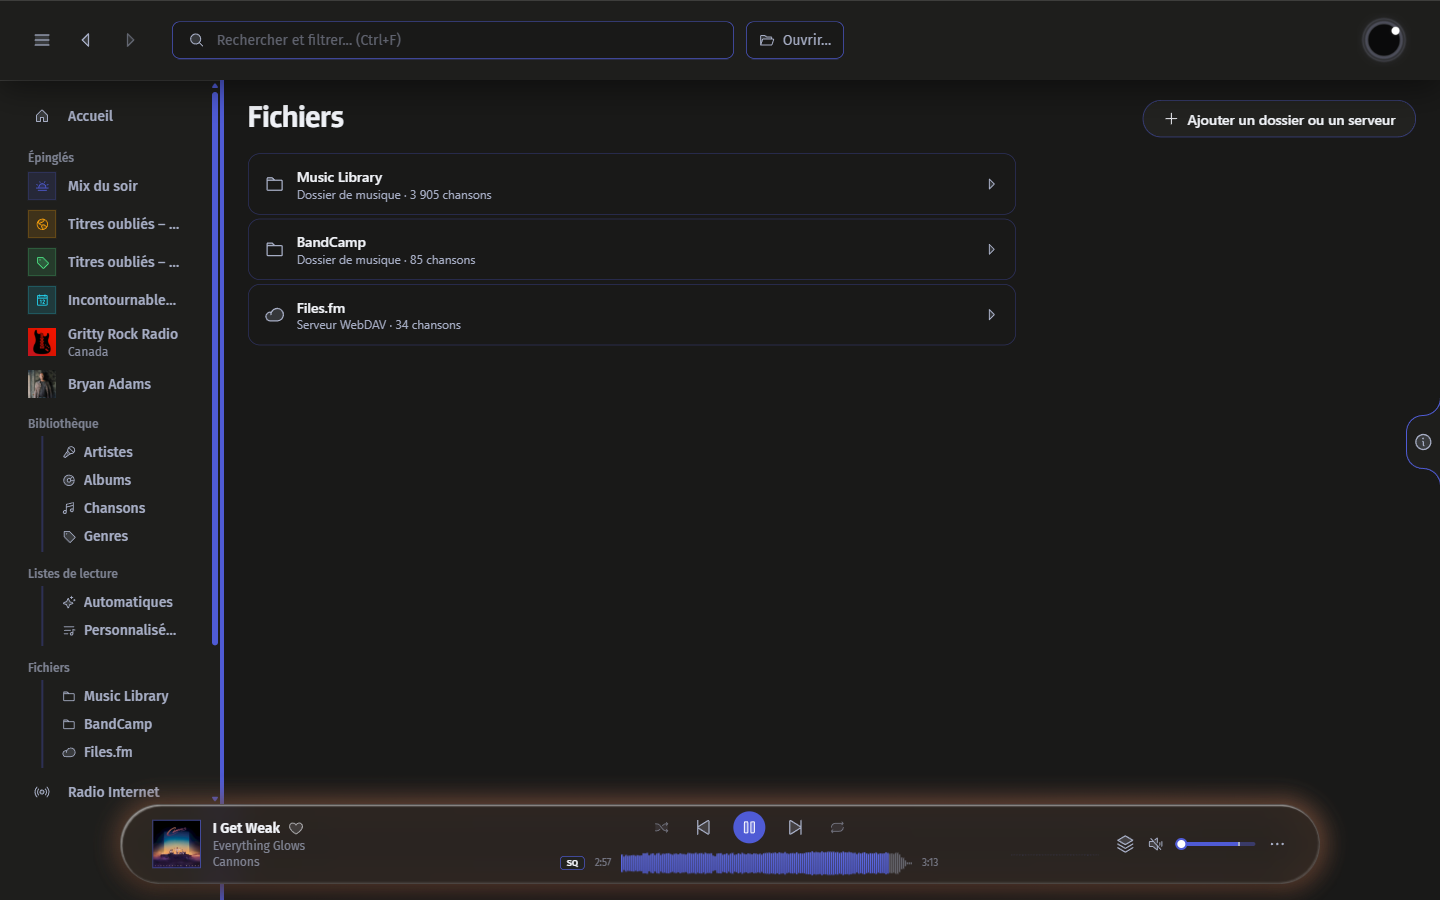 Rechercher et filtrer... (Ctrl+F)
Ouvrir...
Accueil
Épinglés
Mix du soir
Titres oubliés – ...
Titres oubliés – ...
Incontournable...
Gritty Rock Radio
Canada
Bryan Adams
Bibliothèque
Artistes
Albums
Chansons
Genres
Listes de lecture
Automatiques
Personnalisé...
Fichiers
Music Library
BandCamp
Files.fm
Radio Internet
Fichiers
Ajouter un dossier ou un serveur
Music Library
Dossier de musique · 3 905 chansons
BandCamp
Dossier de musique · 85 chansons
Files.fm
Serveur WebDAV · 34 chansons
I Get Weak
Everything Glows
Cannons
SQ
2:57
3:13